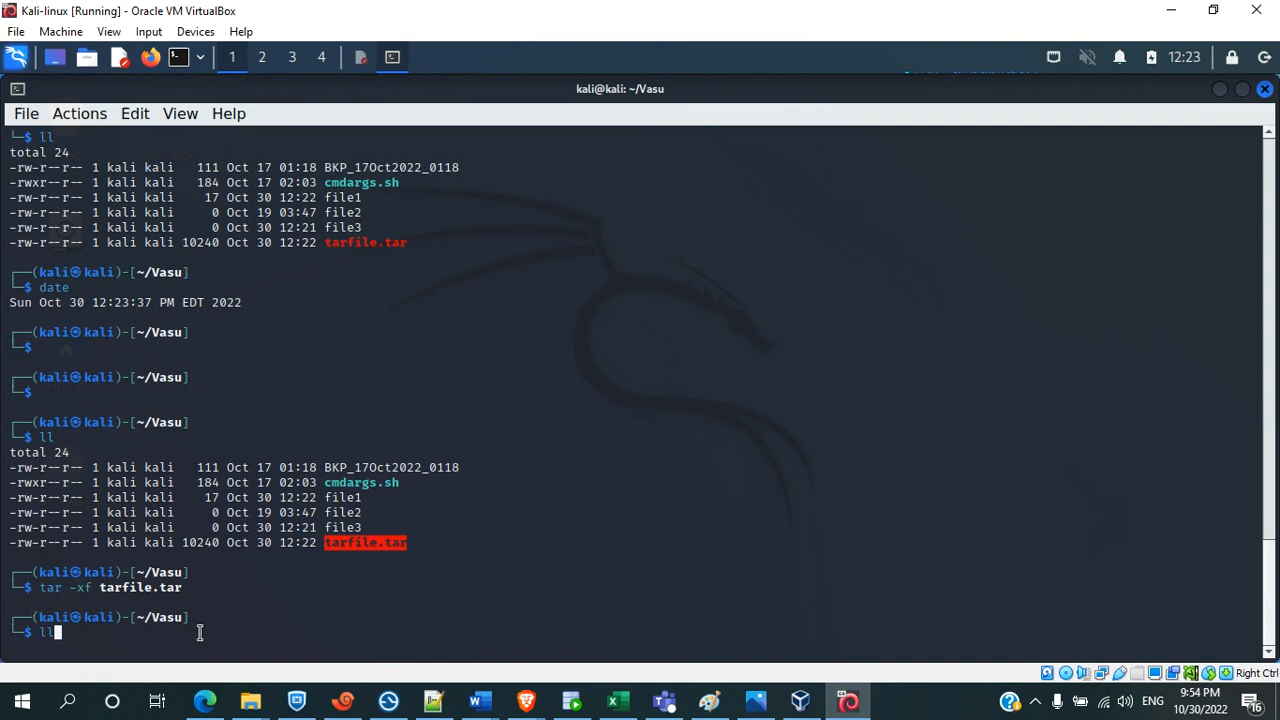 Kali-linux [Running] - Oracle VM VirtualBox
File Machine View Input Devices Help
1 2 3 4 12:23
kali@kali: ~/Vasu
File Actions Edit View Help
└─$ ll
total 24
-rw-r--r-- 1 kali kali   111 Oct 17 01:18 BKP_17Oct2022_0118
-rwxr--r-- 1 kali kali   184 Oct 17 02:03 cmdargs.sh
-rw-r--r-- 1 kali kali    17 Oct 30 12:22 file1
-rw-r--r-- 1 kali kali     0 Oct 19 03:47 file2
-rw-r--r-- 1 kali kali     0 Oct 30 12:21 file3
-rw-r--r-- 1 kali kali 10240 Oct 30 12:22 tarfile.tar
┌──(kali㉿kali)-[~/Vasu]
└─$ date
Sun Oct 30 12:23:37 PM EDT 2022
┌──(kali㉿kali)-[~/Vasu]
└─$
┌──(kali㉿kali)-[~/Vasu]
└─$
┌──(kali㉿kali)-[~/Vasu]
└─$ ll
total 24
-rw-r--r-- 1 kali kali   111 Oct 17 01:18 BKP_17Oct2022_0118
-rwxr--r-- 1 kali kali   184 Oct 17 02:03 cmdargs.sh
-rw-r--r-- 1 kali kali    17 Oct 30 12:22 file1
-rw-r--r-- 1 kali kali     0 Oct 19 03:47 file2
-rw-r--r-- 1 kali kali     0 Oct 30 12:21 file3
-rw-r--r-- 1 kali kali 10240 Oct 30 12:22 tarfile.tar
┌──(kali㉿kali)-[~/Vasu]
└─$ tar -xf tarfile.tar
┌──(kali㉿kali)-[~/Vasu]
└─$ ll
Right Ctrl
ENG 9:54 PM
10/30/2022 16